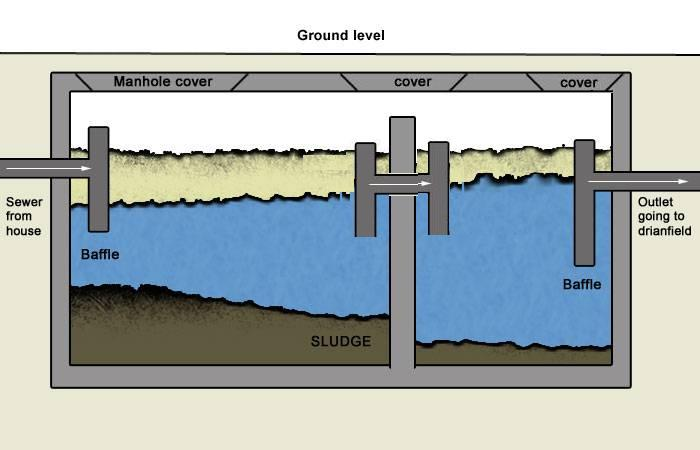 Ground level
Manhole cover
cover
cover
Sewer
from
house
Outlet
going to
drianfield
Baffle
Baffle
SLUDGE